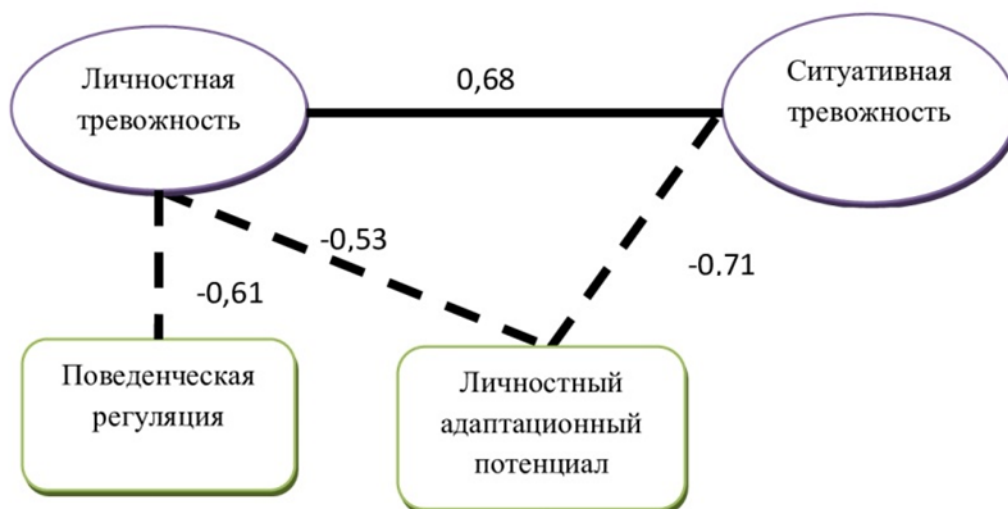 Личностная
тревожность
0,68
Ситуативная
тревожность
-0,53
-0,71
-0,61
Поведенческая
регуляция
Личностный
адаптационный
потенциал